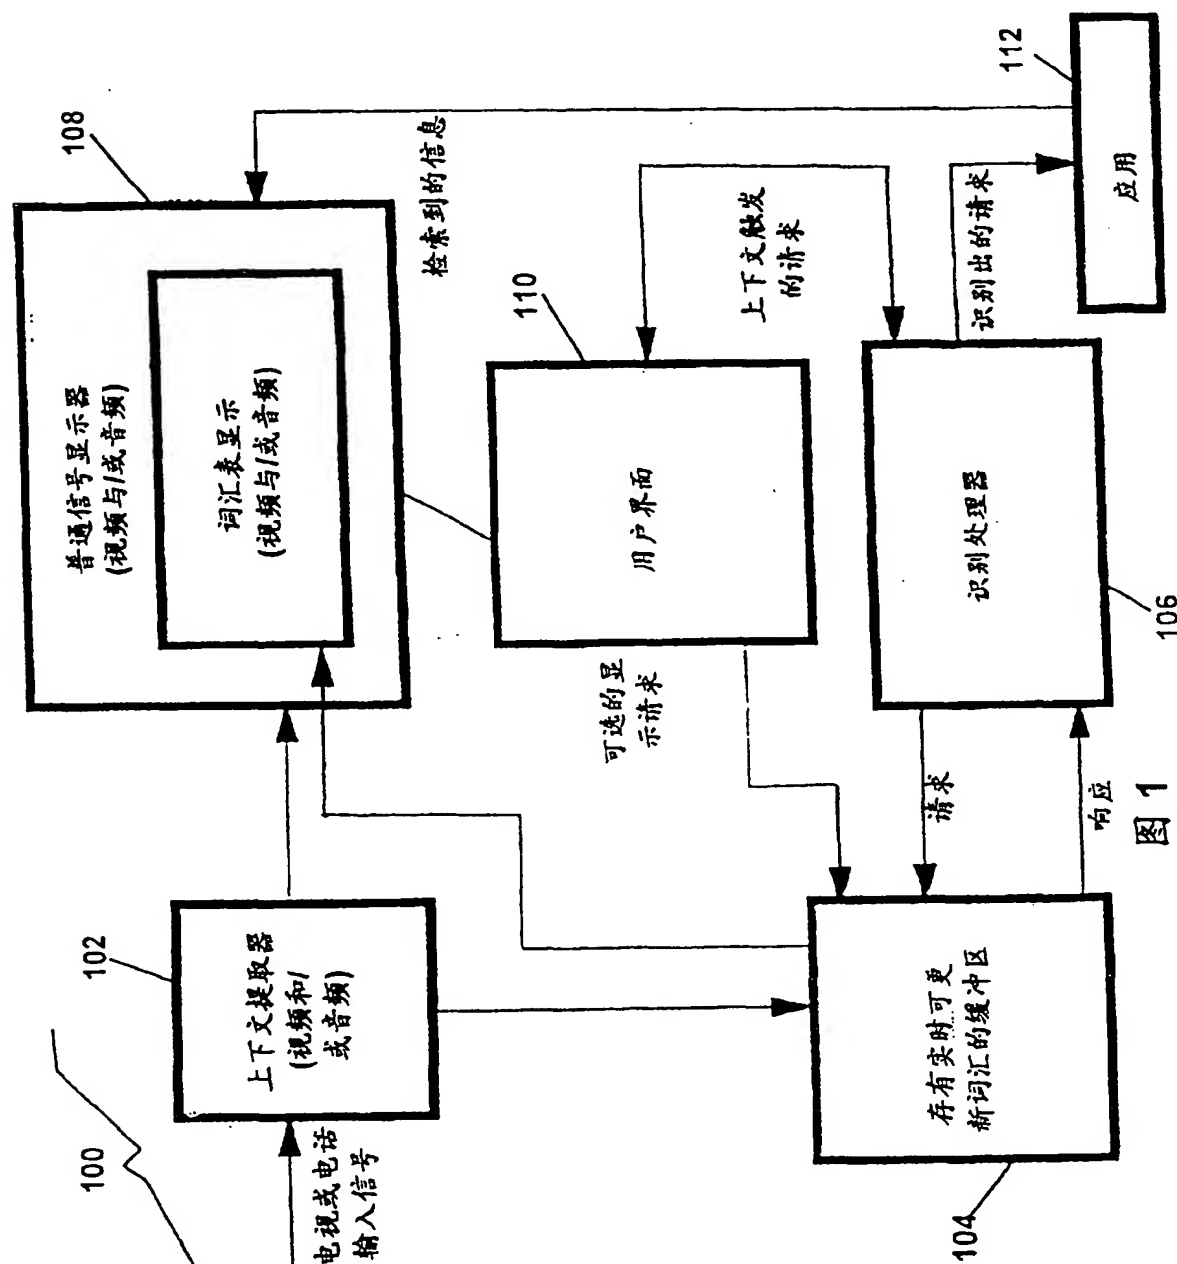 100
电视或电话
输入信号
102
上下文提取器
(视频和/
或音频)
108
普通信号显示器
(视频与/或音频)
词汇表显示
(视频与/或音频)
检索到的信息
110
用户界面
可选的显
示请求
上下文触发
的请求
104
存有实时可更
新词汇的缓冲区
请求
响应
106
识别处理器
识别出的请求
112
应用
图 1